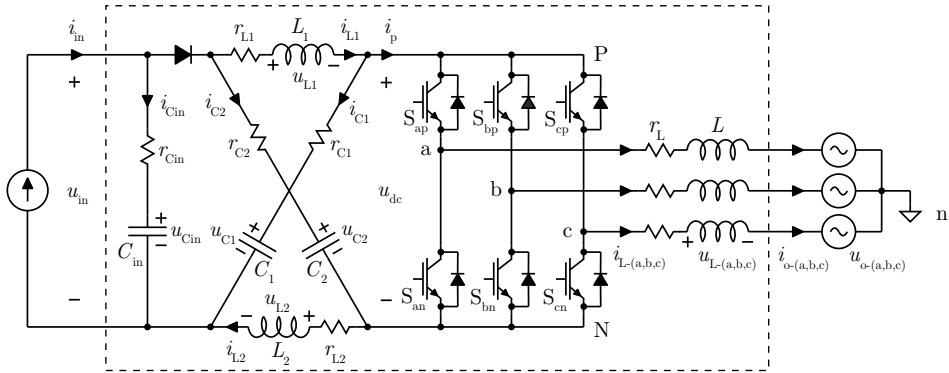 i_in r_L1 L_1 i_L1 i_p P
+ + u_L1 − +
i_Cin i_C2 i_C1 S_ap S_bp S_cp
r_Cin r_C2 r_C1 a r_L L
u_in u_dc b n
+ u_Cin − u_C1 + + u_C2 c
C_in C_1 C_2 i_L-(a,b,c) + u_L-(a,b,c) − i_o-(a,b,c) u_o-(a,b,c)
− − u_L2 + − S_an S_bn S_cn
i_L2 L_2 r_L2 N